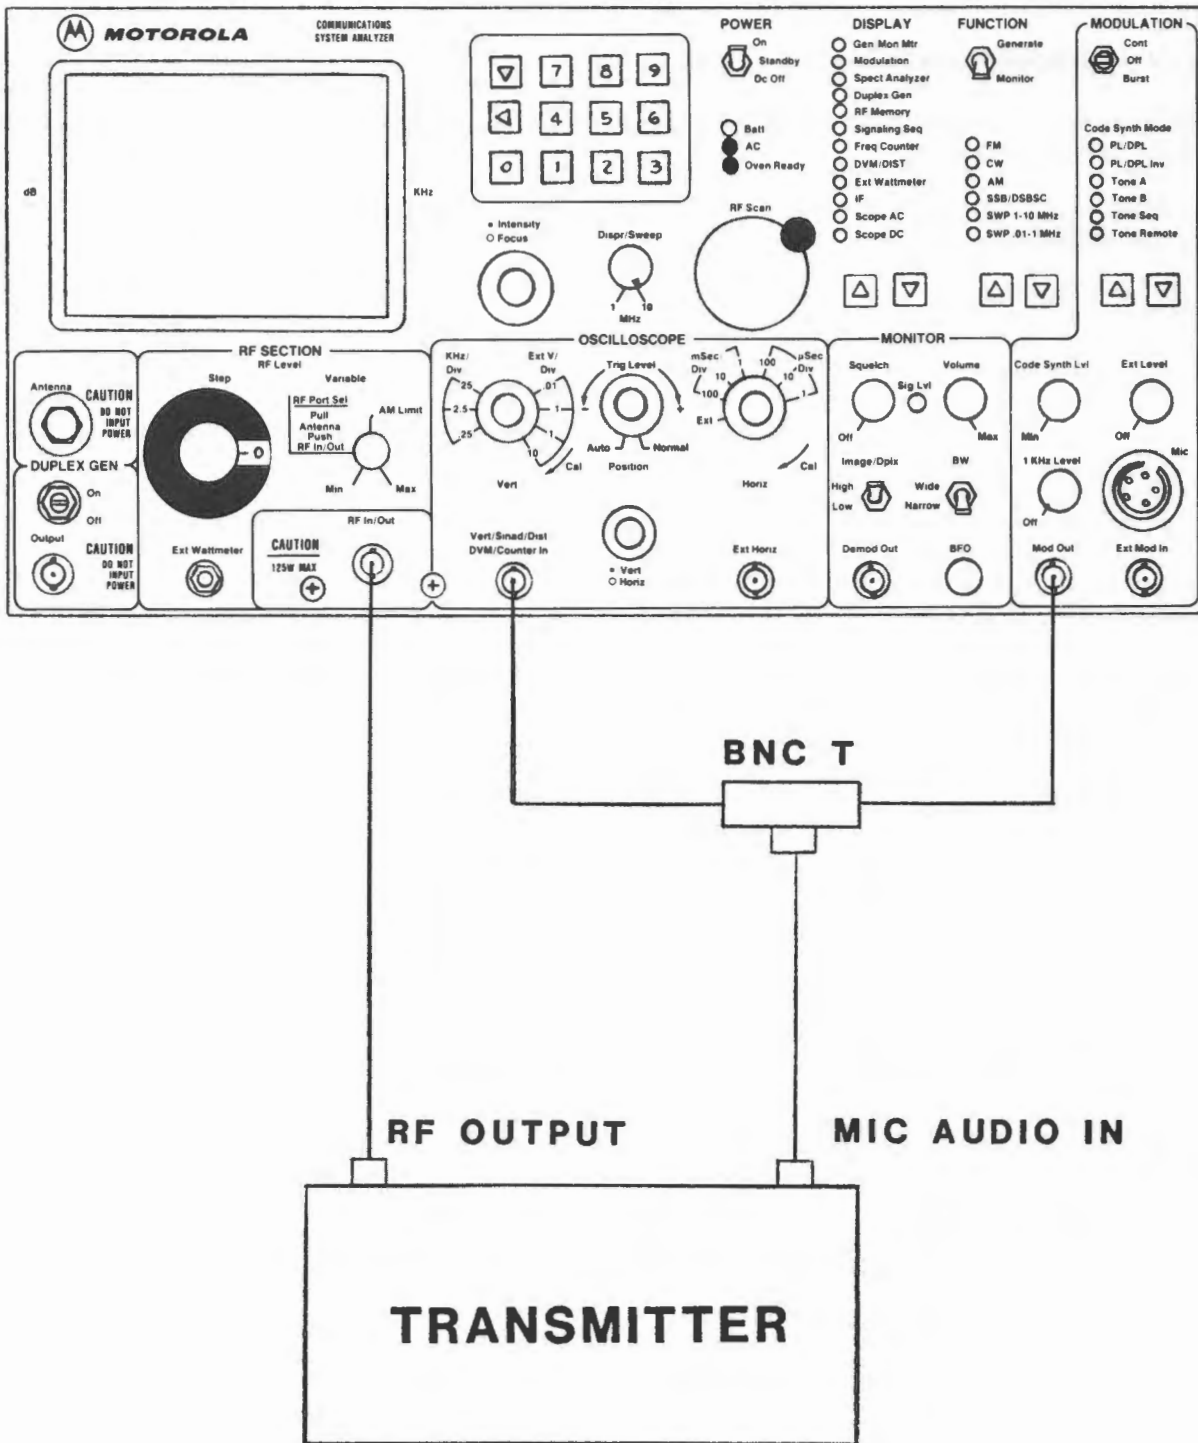 MOTOROLA
COMMUNICATIONS
SYSTEM ANALYZER
dB
KHz
7 8 9
4 5 6
0 1 2 3
Intensity
Focus
Dispr/Sweep
1 10
MHz
POWER
On
Standby
Dc Off
Batt
AC
Oven Ready
RF Scan
DISPLAY
Gen Mon Mtr
Modulation
Spect Analyzer
Duplex Gen
RF Memory
Signaling Seq
Freq Counter
DVM/DIST
Ext Wattmeter
IF
Scope AC
Scope DC
FUNCTION
Generate
Monitor
FM
CW
AM
SSB/DSBSC
SWP 1-10 MHz
SWP .01-1 MHz
MODULATION
Cont
Off
Burst
Code Synth Mode
PL/DPL
PL/DPL Inv
Tone A
Tone B
Tone Seq
Tone Remote
Antenna
CAUTION
DO NOT
INPUT
POWER
DUPLEX GEN
On
Off
Output
CAUTION
DO NOT
INPUT
POWER
RF SECTION
RF Level
Step
Variable
0
RF Port Sel
Pull
Antenna
Push
RF In/Out
AM Limit
Min Max
Ext Wattmeter
CAUTION
125W MAX
RF In/Out
OSCILLOSCOPE
KHz/
Div
.25
2.5
25
Ext V/
Div
.01
.1
1
10
Cal
Vert
Trig Level
- +
Auto Normal
Position
Vert
Horiz
mSec/
Div
1
10
100
Ext
µSec
Div
100
10
1
Cal
Horiz
Vert/Sinad/Dist
DVM/Counter In
Ext Horiz
MONITOR
Squelch
Off
Sig Lvl
Volume
Max
Image/Dplx
High
Low
BW
Wide
Narrow
Demod Out
BFO
Code Synth Lvl
Min
Ext Level
Off
1 KHz Level
Off
Mic
Mod Out
Ext Mod In
BNC T
RF OUTPUT
MIC AUDIO IN
TRANSMITTER